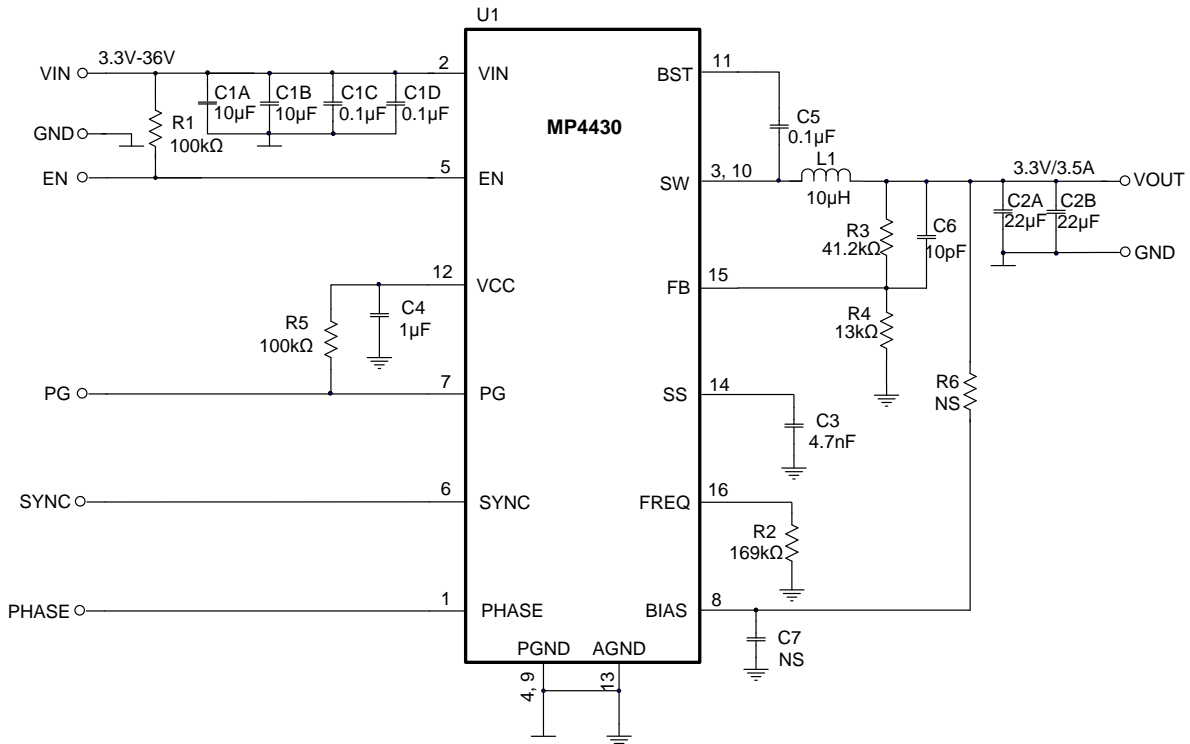 U1
VIN
3.3V-36V
2
VIN
C1A
10µF
C1B
10µF
C1C
0.1µF
C1D
0.1µF
GND
R1
100kΩ
EN
5
EN
MP4430
BST
11
C5
0.1µF
L1
10µH
SW
3, 10
3.3V/3.5A
VOUT
C2A
22µF
C2B
22µF
GND
R3
41.2kΩ
C6
10pF
FB
15
R4
13kΩ
12
VCC
C4
1µF
R5
100kΩ
PG
7
PG
SS
14
C3
4.7nF
R6
NS
SYNC
6
SYNC
FREQ
16
R2
169kΩ
PHASE
1
PHASE
BIAS
8
C7
NS
PGND
AGND
4, 9
13